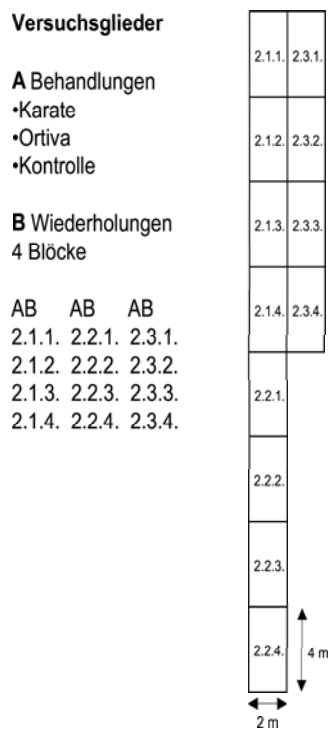 Versuchsglieder
A Behandlungen
•Karate
•Ortiva
•Kontrolle
B Wiederholungen
4 Blöcke
AB AB AB
2.1.1. 2.2.1. 2.3.1.
2.1.2. 2.2.2. 2.3.2.
2.1.3. 2.2.3. 2.3.3.
2.1.4. 2.2.4. 2.3.4.
2.1.1. 2.3.1.
2.1.2. 2.3.2.
2.1.3. 2.3.3.
2.1.4. 2.3.4.
2.2.1.
2.2.2.
2.2.3.
2.2.4.
4 m
2 m